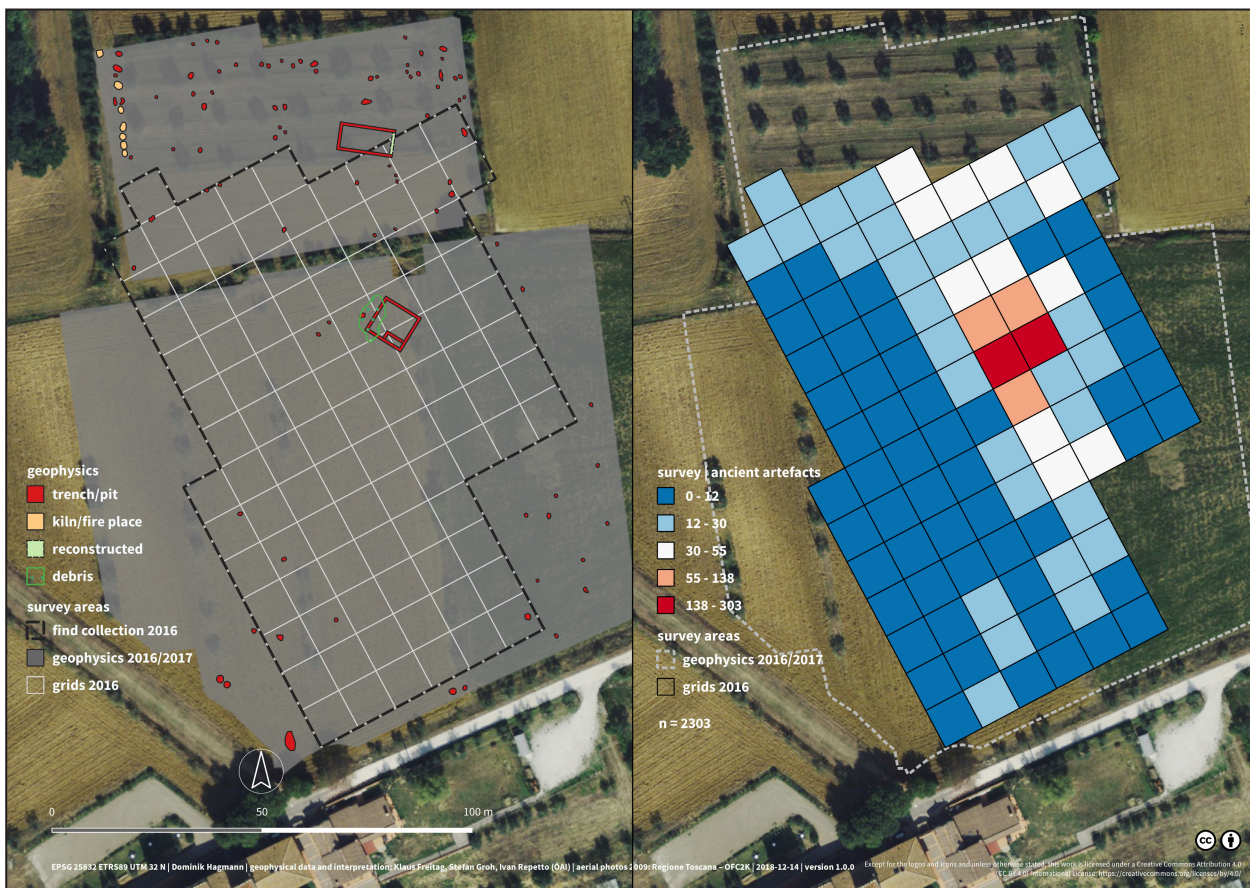 geophysics
trench/pit
kiln/fire place
reconstructed
debris
survey areas
find collection 2016
geophysics 2016/2017
grids 2016
0
50
100 m
survey | ancient artefacts
0 - 12
12 - 30
30 - 55
55 - 138
138 - 303
survey areas
geophysics 2016/2017
grids 2016
n = 2303
cc
EPSG 25832 ETRS89 UTM 32 N | Dominik Hagmann | geophysical data and interpretation: Klaus Freitag, Stefan Groh, Ivan Repetto (ÖAI) | aerial photos 2009: Regione Toscana - OFC2K | 2018-12-14 | version 1.0.0
Except for the logos and icons and unless otherwise stated, this work is licensed under a Creative Commons Attribution 4.0
(CC BY 4.0) International License: https://creativecommons.org/licenses/by/4.0/